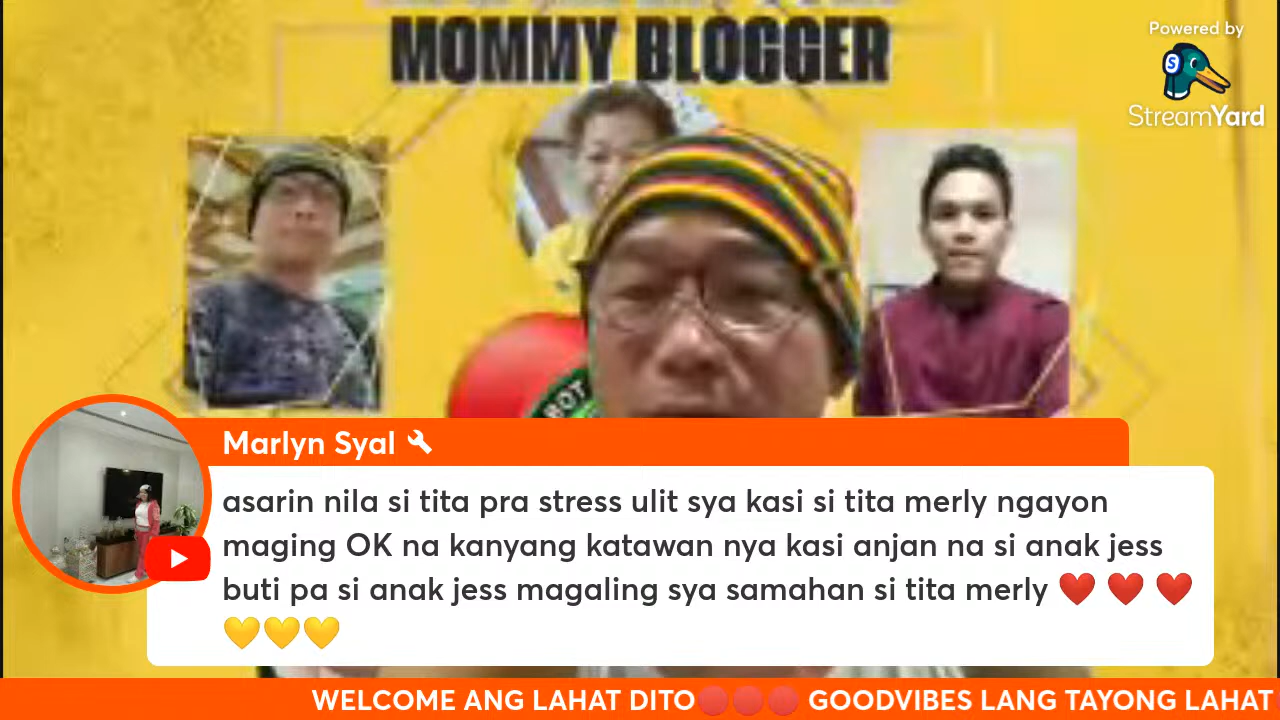 MOMMY BLOGGER
Powered by
StreamYard
BOT
Marlyn Syal
asarin nila si tita pra stress ulit sya kasi si tita merly ngayon
maging OK na kanyang katawan nya kasi anjan na si anak jess
buti pa si anak jess magaling sya samahan si tita merly ❤️ ❤️ ❤️
💛💛💛
WELCOME ANG LAHAT DITO🔴🔴🔴 GOODVIBES LANG TAYONG LAHAT